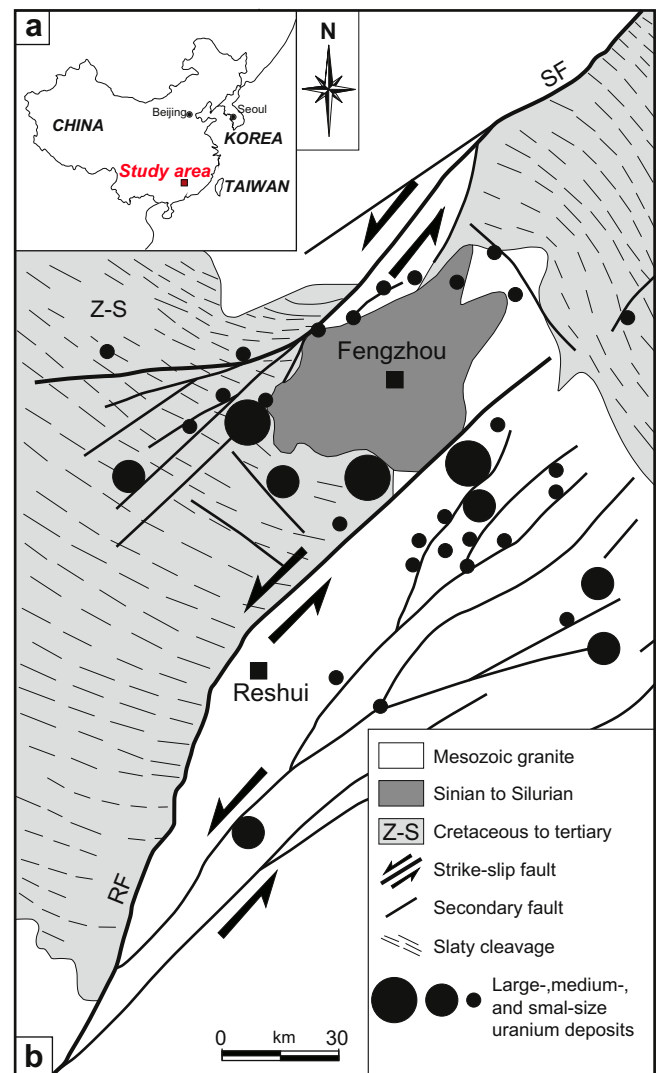 a
N
Beijing
Seoul
CHINA
KOREA
Study area
TAIWAN
SF
Z-S
Fengzhou
Reshui
RF
Mesozoic granite
Sinian to Silurian
Z-S Cretaceous to tertiary
Strike-slip fault
Secondary fault
Slaty cleavage
Large-,medium-,
and smal-size
uranium deposits
0 km 30
b